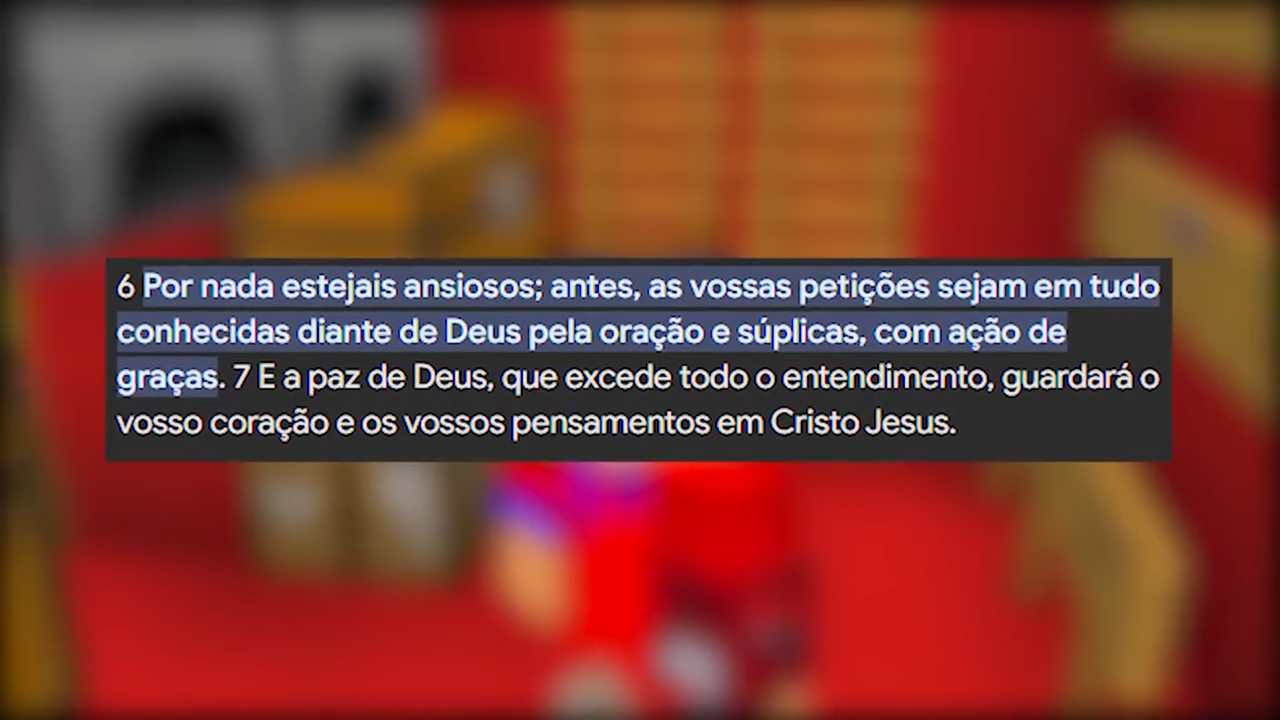 6 Por nada estejais ansiosos; antes, as vossas petições sejam em tudo
conhecidas diante de Deus pela oração e súplicas, com ação de
graças. 7 E a paz de Deus, que excede todo o entendimento, guardará o
vosso coração e os vossos pensamentos em Cristo Jesus.